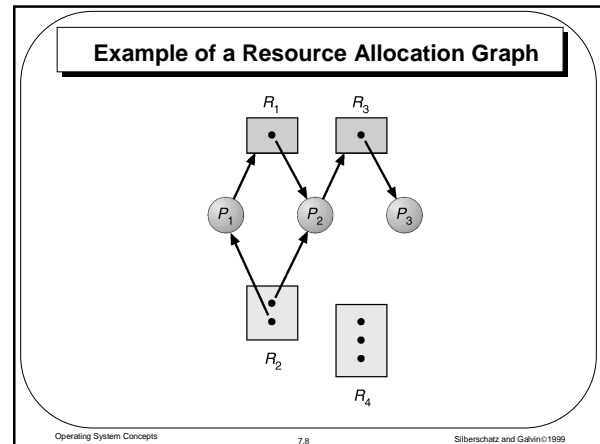 Example of a Resource Allocation Graph
R1 R3
P1 P2 P3
R2
R4
Operating System Concepts 7.8 Silberschatz and Galvin©1999